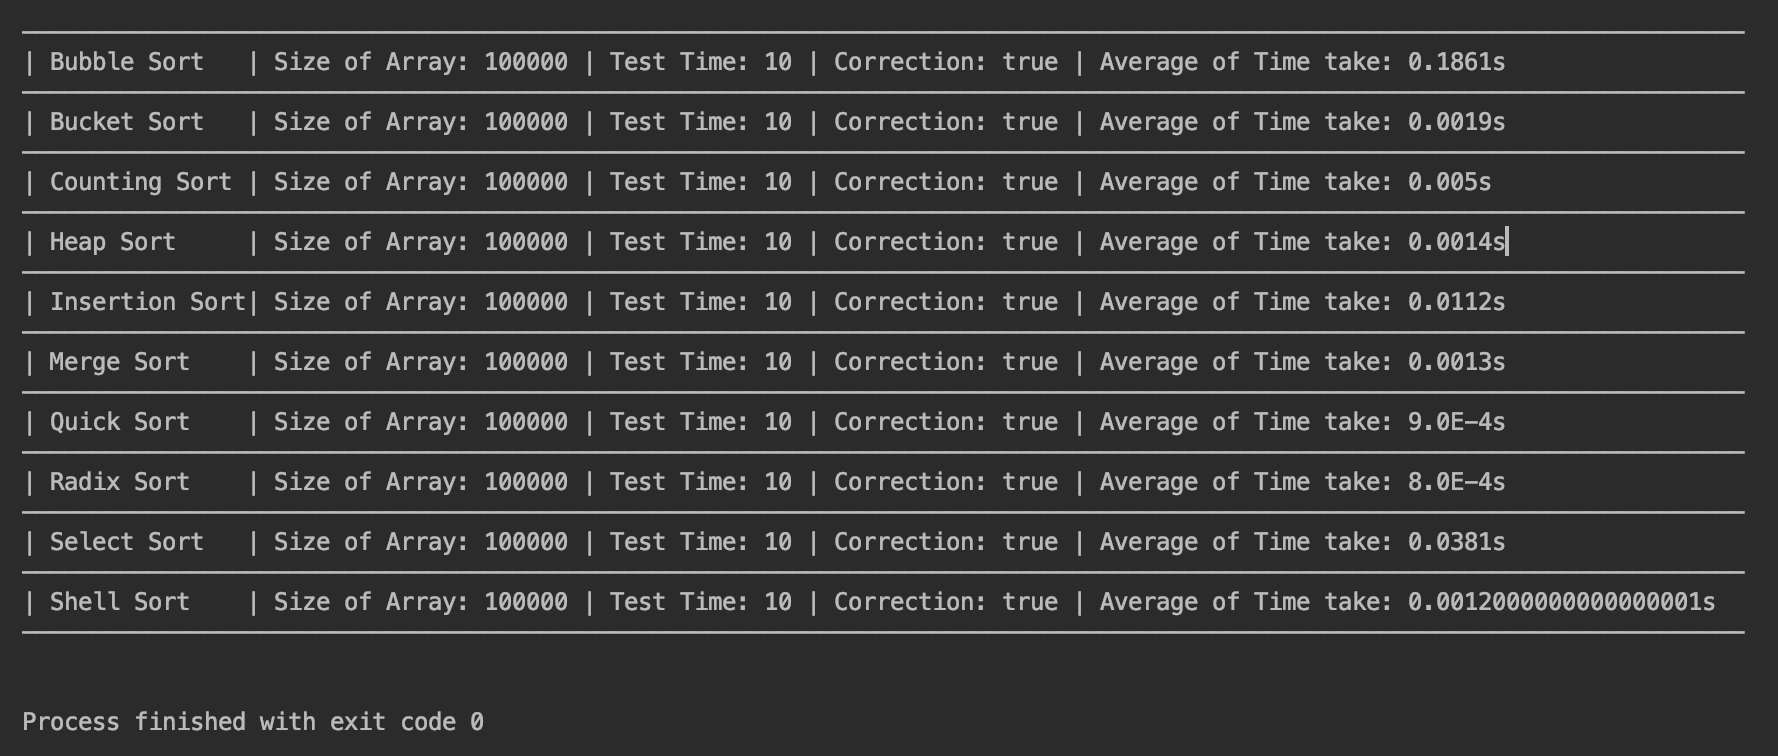 | Bubble Sort   | Size of Array: 100000 | Test Time: 10 | Correction: true | Average of Time take: 0.1861s
| Bucket Sort   | Size of Array: 100000 | Test Time: 10 | Correction: true | Average of Time take: 0.0019s
| Counting Sort | Size of Array: 100000 | Test Time: 10 | Correction: true | Average of Time take: 0.005s
| Heap Sort     | Size of Array: 100000 | Test Time: 10 | Correction: true | Average of Time take: 0.0014s
| Insertion Sort| Size of Array: 100000 | Test Time: 10 | Correction: true | Average of Time take: 0.0112s
| Merge Sort    | Size of Array: 100000 | Test Time: 10 | Correction: true | Average of Time take: 0.0013s
| Quick Sort    | Size of Array: 100000 | Test Time: 10 | Correction: true | Average of Time take: 9.0E-4s
| Radix Sort    | Size of Array: 100000 | Test Time: 10 | Correction: true | Average of Time take: 8.0E-4s
| Select Sort   | Size of Array: 100000 | Test Time: 10 | Correction: true | Average of Time take: 0.0381s
| Shell Sort    | Size of Array: 100000 | Test Time: 10 | Correction: true | Average of Time take: 0.0012000000000000001s
Process finished with exit code 0